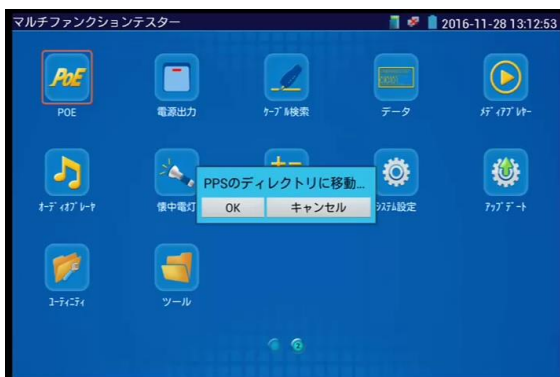 マルチファンクションテスター
2016-11-28 13:12:53
PoE
POE
電源出力
ｹｰﾌﾞﾙ検索
データ
ﾒﾃﾞｨｱﾌﾟﾚﾔｰ
ｵｰﾃﾞｨｵﾌﾟﾚｰﾔ
懐中電灯
ｼｽﾃﾑ設定
ｱｯﾌﾟﾃﾞｰﾄ
PPSのディレクトリに移動...
OK
キャンセル
ﾕｰﾃｨﾆﾃｨ
ツール
2